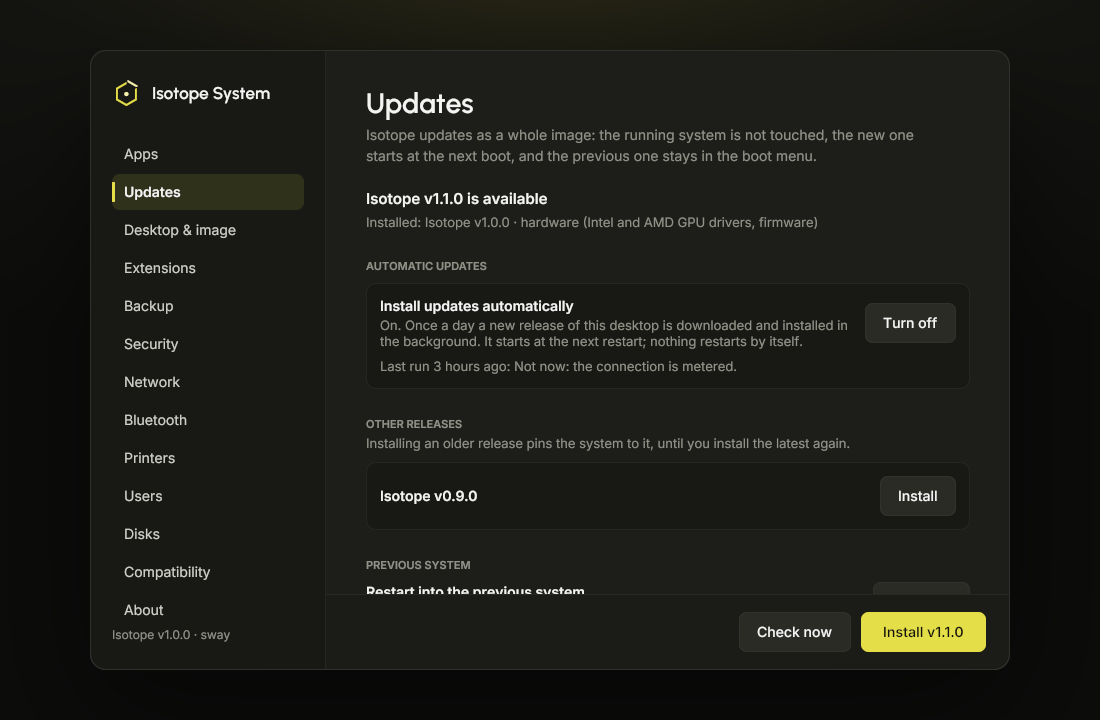 Isotope System
Apps
Updates
Desktop & image
Extensions
Backup
Security
Network
Bluetooth
Printers
Users
Disks
Compatibility
About
Isotope v1.0.0 · sway
Updates
Isotope updates as a whole image: the running system is not touched, the new one
starts at the next boot, and the previous one stays in the boot menu.
Isotope v1.1.0 is available
Installed: Isotope v1.0.0 · hardware (Intel and AMD GPU drivers, firmware)
AUTOMATIC UPDATES
Install updates automatically
On. Once a day a new release of this desktop is downloaded and installed in
the background. It starts at the next restart; nothing restarts by itself.
Last run 3 hours ago: Not now: the connection is metered.
Turn off
OTHER RELEASES
Installing an older release pins the system to it, until you install the latest again.
Isotope v0.9.0
Install
PREVIOUS SYSTEM
Restart into the previous system
Check now
Install v1.1.0